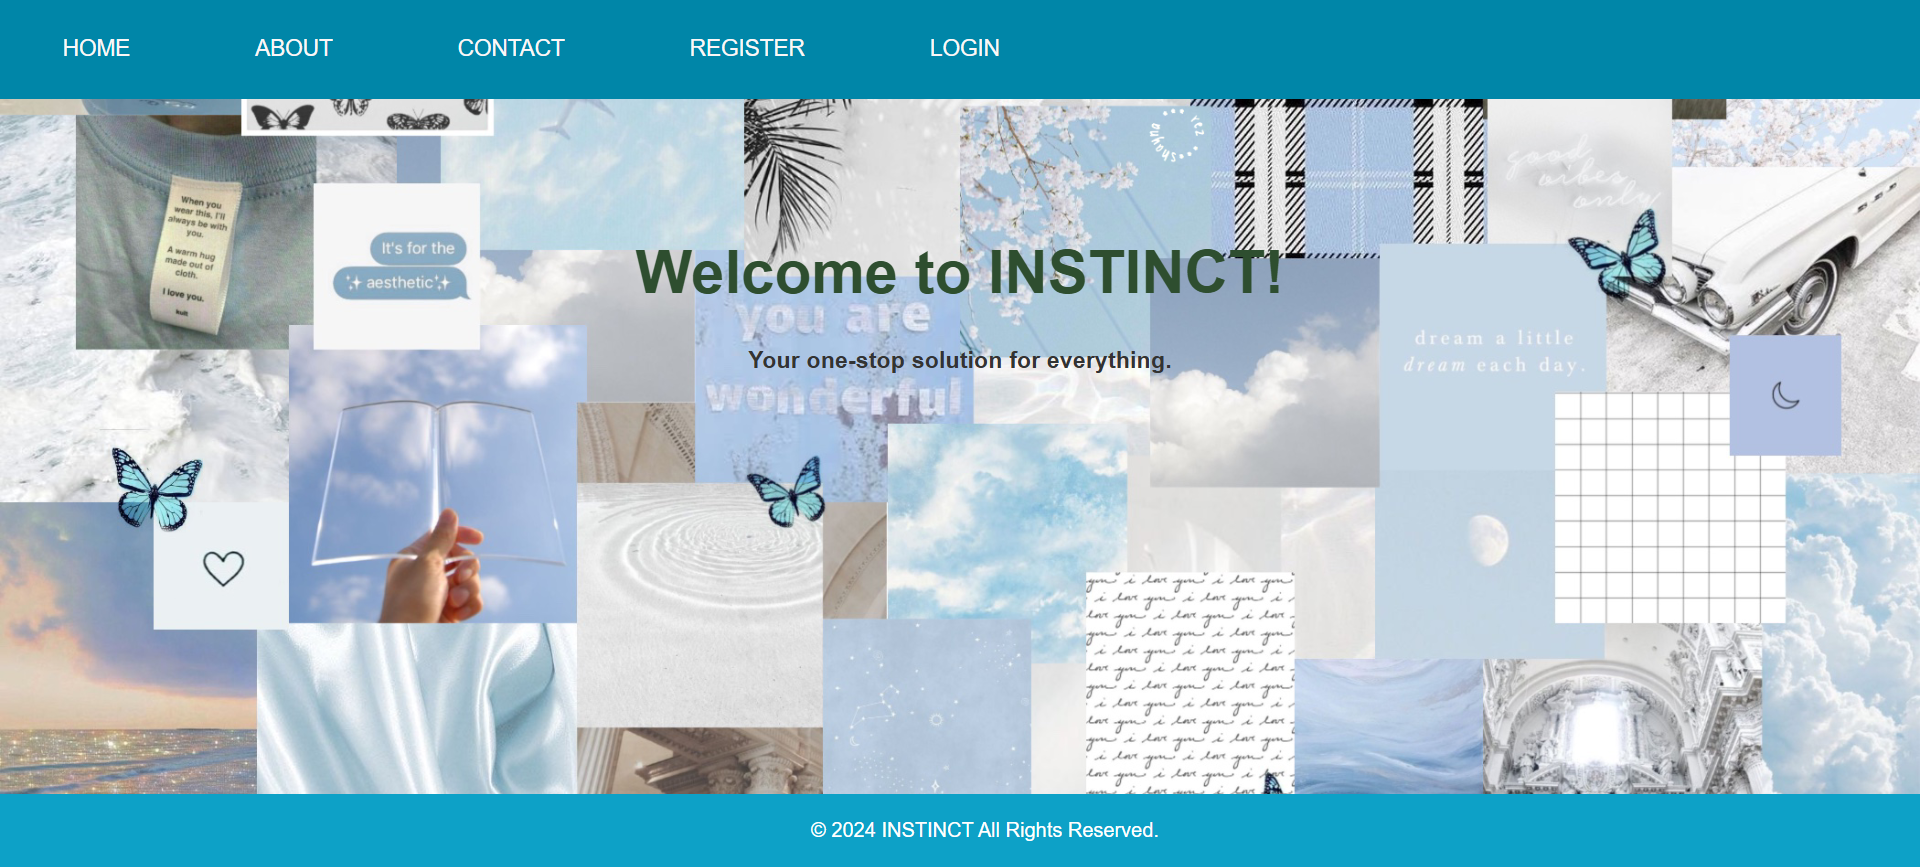 HOME
ABOUT
CONTACT
REGISTER
LOGIN
When you
wear this, I'll
always be with
you.
A warm hug
made out of
cloth.
I love you.
It's for the
✨ aesthetic✨
good
vibes
only
Welcome to INSTINCT!
you are
wonderful
Your one-stop solution for everything.
dream a little
dream each day.
you i love you i love you
i love you i love you
love you i love you i love
you i love you i love you
i love you i love you
love you i love you i love
you i love you i love you
i love you i love you
love you i love you i love
you i love you i love you
i love you i love you
love you i love you i love
© 2024 INSTINCT All Rights Reserved.